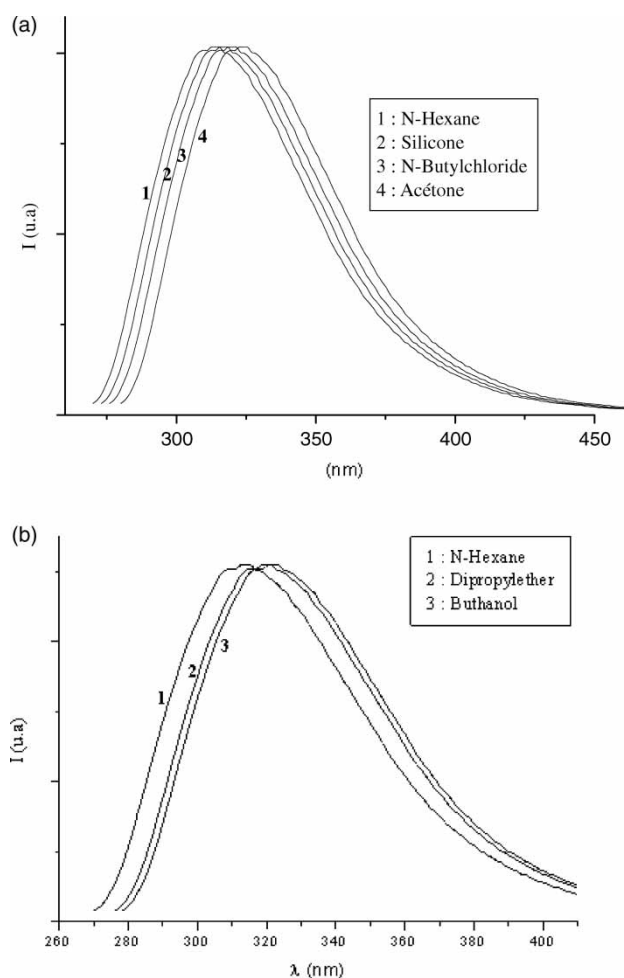 (a)
1 : N-Hexane
2 : Silicone
3 : N-Butylchloride
4 : Acétone
1
2
3
4
I (u.a)
300
350
400
450
(nm)
(b)
1 : N-Hexane
2 : Dipropylether
3 : Buthanol
1
2
3
I (u.a)
260
280
300
320
340
360
380
400
λ (nm)